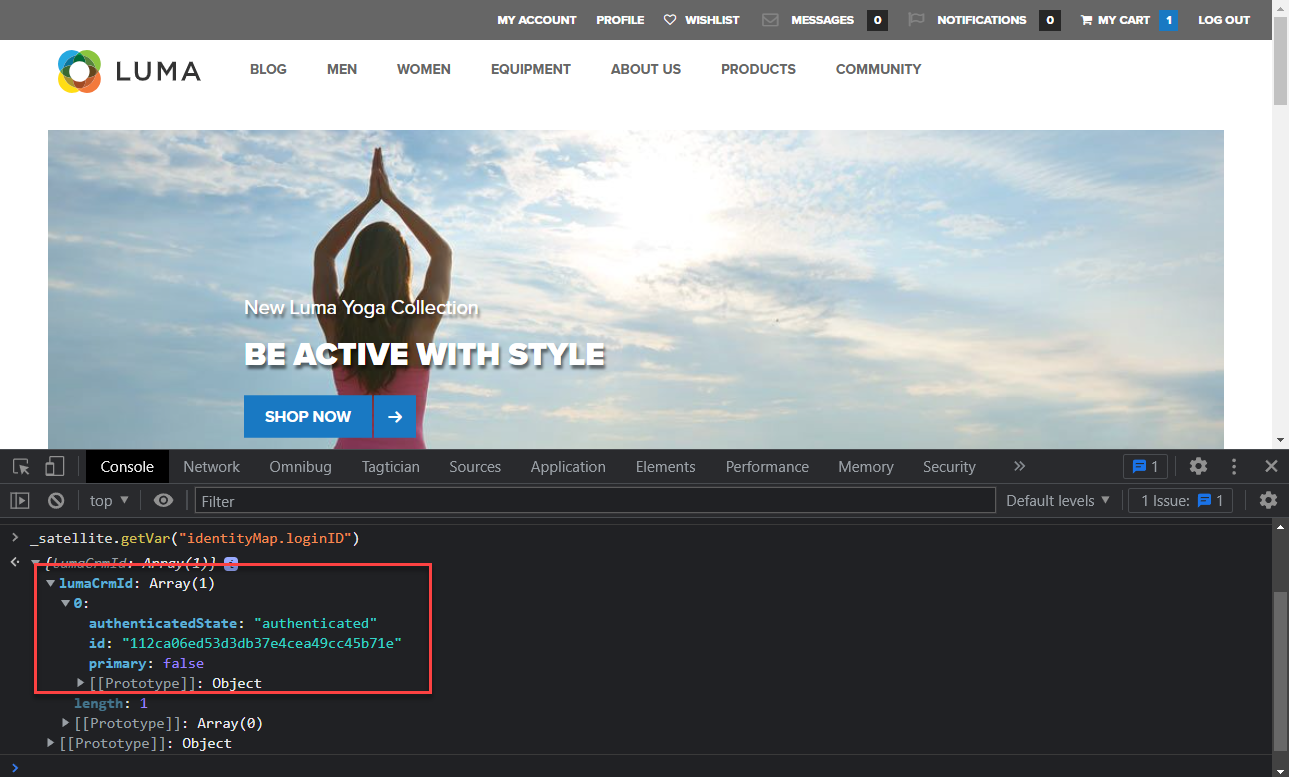 MY ACCOUNT PROFILE WISHLIST MESSAGES 0 NOTIFICATIONS 0 MY CART 1 LOG OUT
LUMA BLOG MEN WOMEN EQUIPMENT ABOUT US PRODUCTS COMMUNITY
New Luma Yoga Collection
BE ACTIVE WITH STYLE
SHOP NOW
Console Network Omnibug Tagtician Sources Application Elements Performance Memory Security 1
top Filter Default levels 1 Issue: 1
_satellite.getVar("identityMap.loginID")
{lumaCrmId: Array(1)} i
lumaCrmId: Array(1)
0:
authenticatedState: "authenticated"
id: "112ca06ed53d3db37e4cea49cc45b71e"
primary: false
[[Prototype]]: Object
length: 1
[[Prototype]]: Array(0)
[[Prototype]]: Object